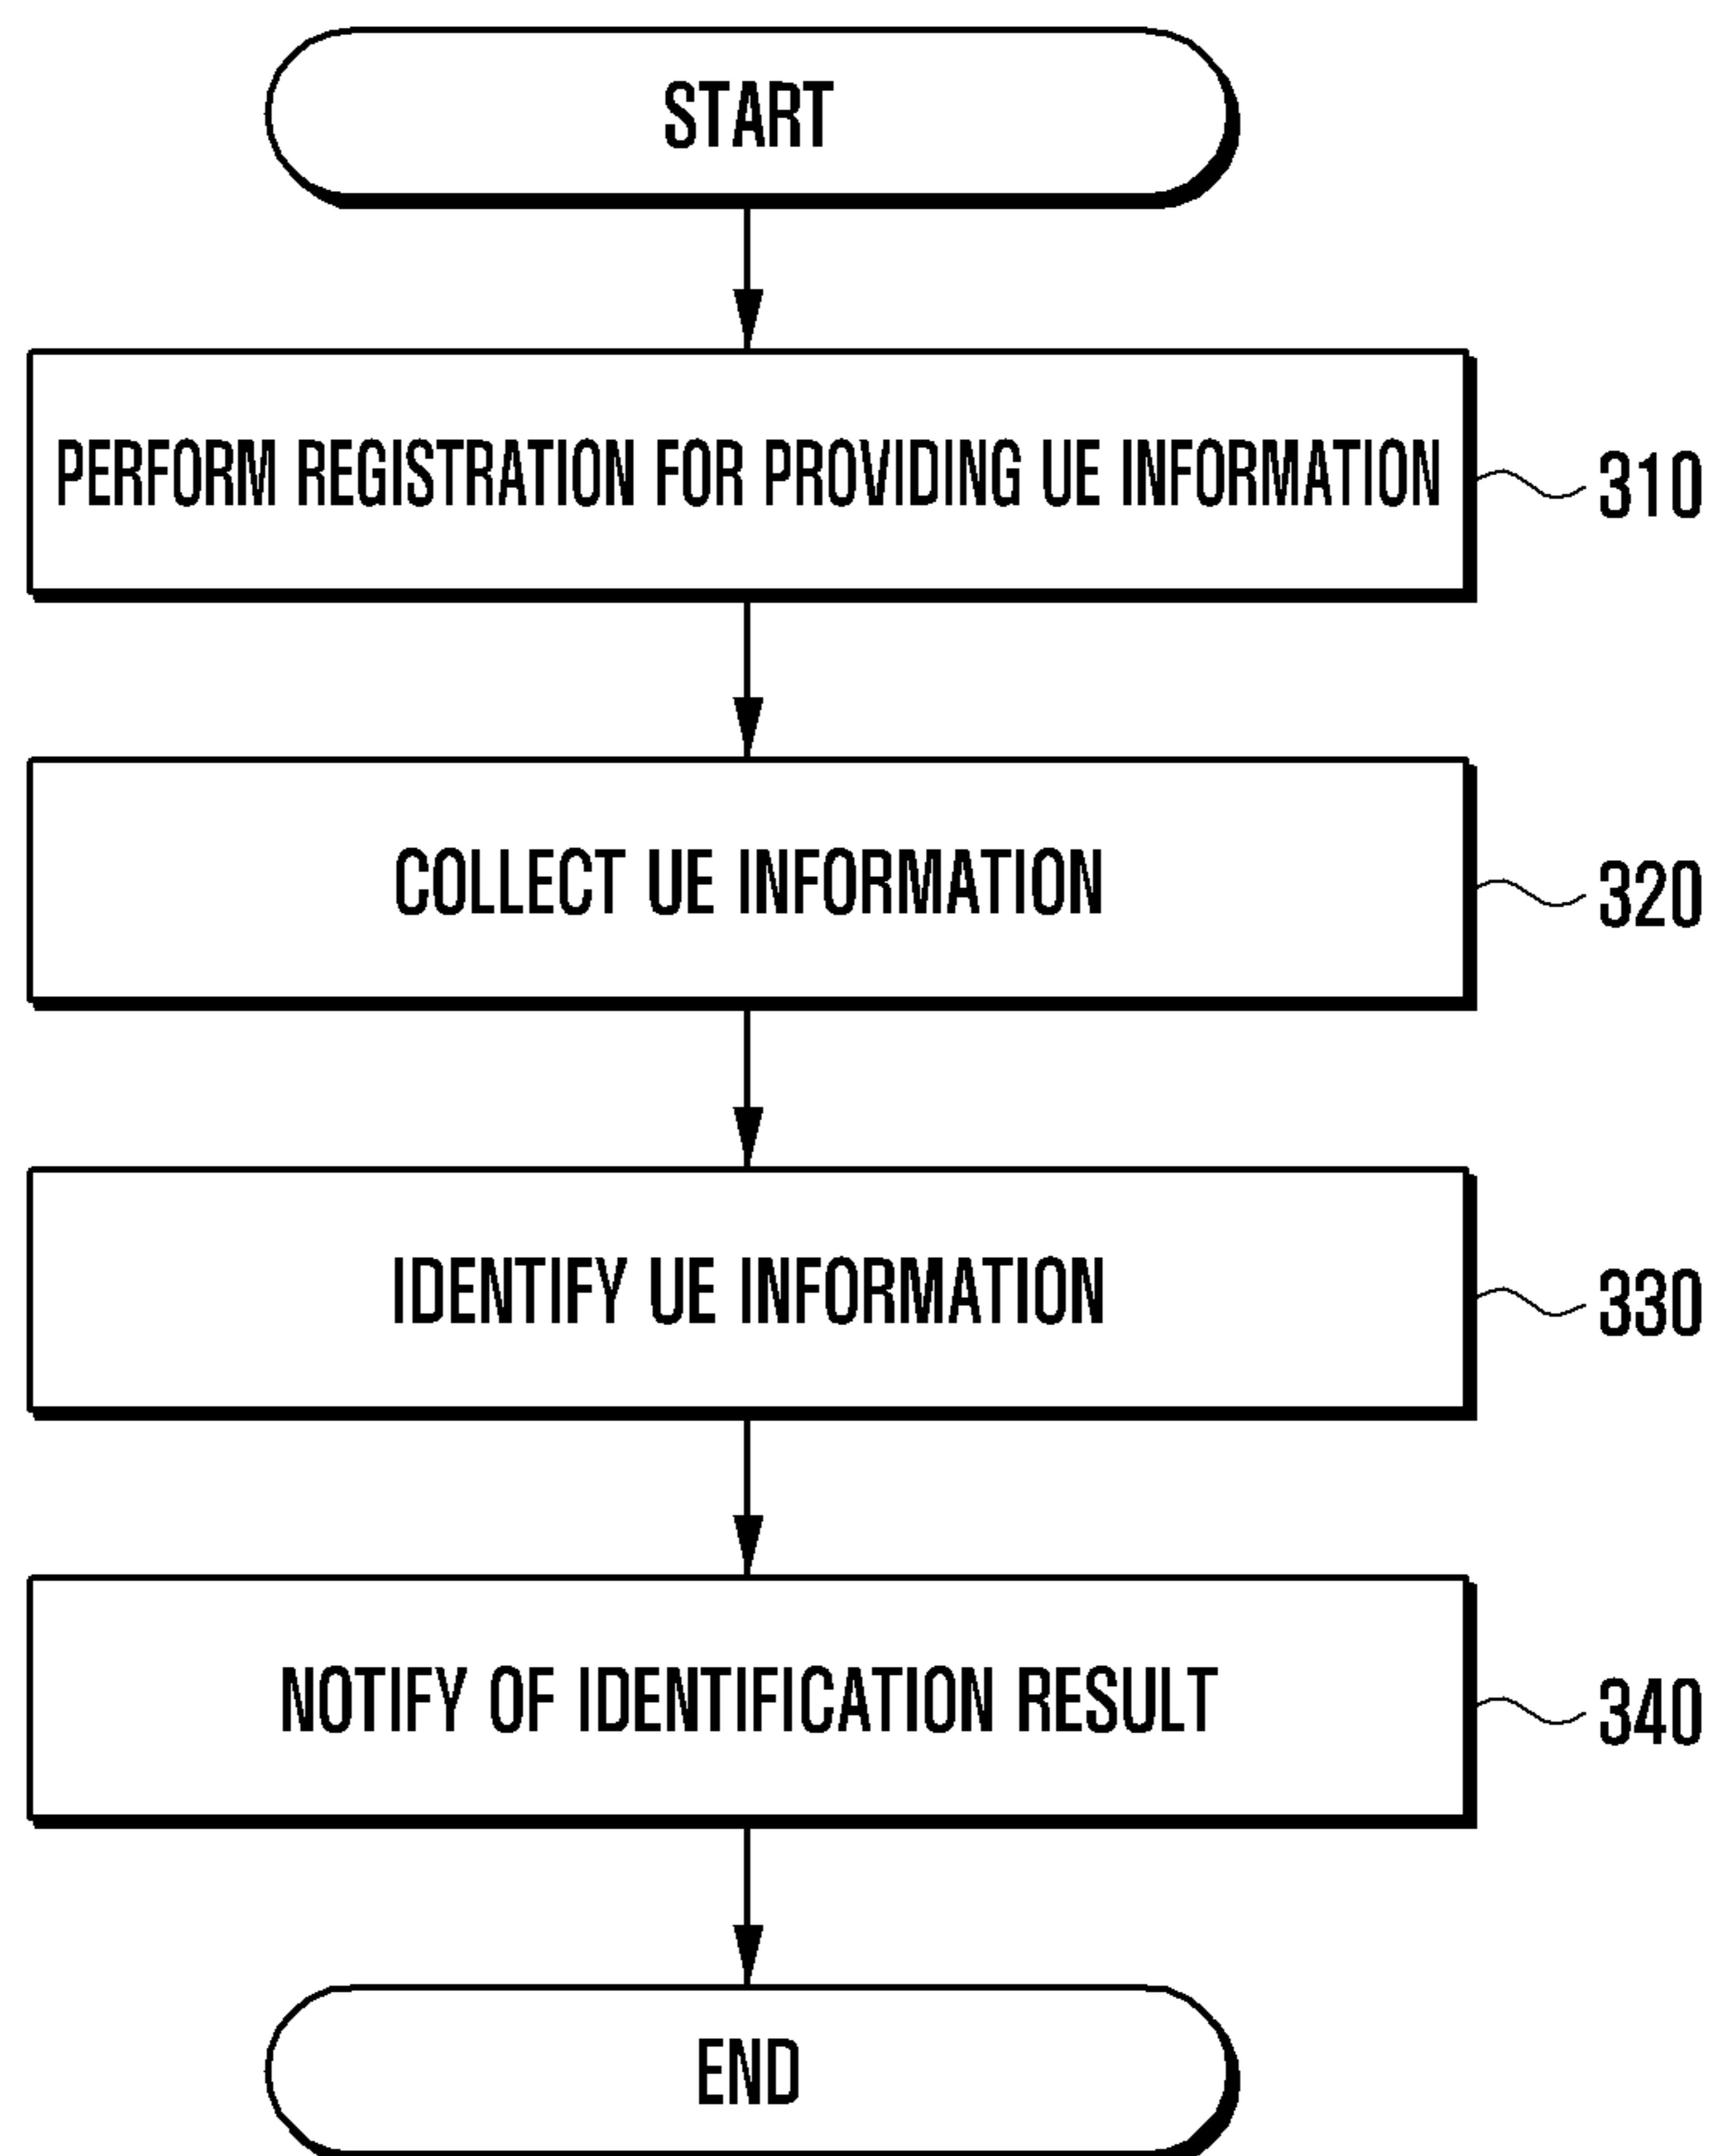 START
PERFORM REGISTRATION FOR PROVIDING UE INFORMATION
310
COLLECT UE INFORMATION
320
IDENTIFY UE INFORMATION
330
NOTIFY OF IDENTIFICATION RESULT
340
END